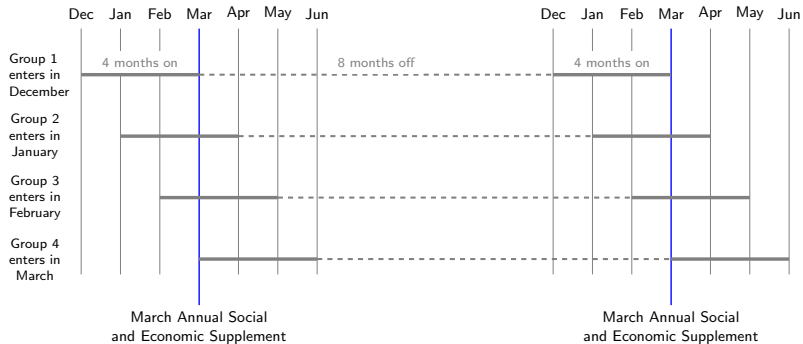 Dec Jan Feb Mar Apr May Jun Dec Jan Feb Mar Apr May Jun
Group 1
enters in
December
4 months on
8 months off
4 months on
Group 2
enters in
January
Group 3
enters in
February
Group 4
enters in
March
March Annual Social
and Economic Supplement
March Annual Social
and Economic Supplement